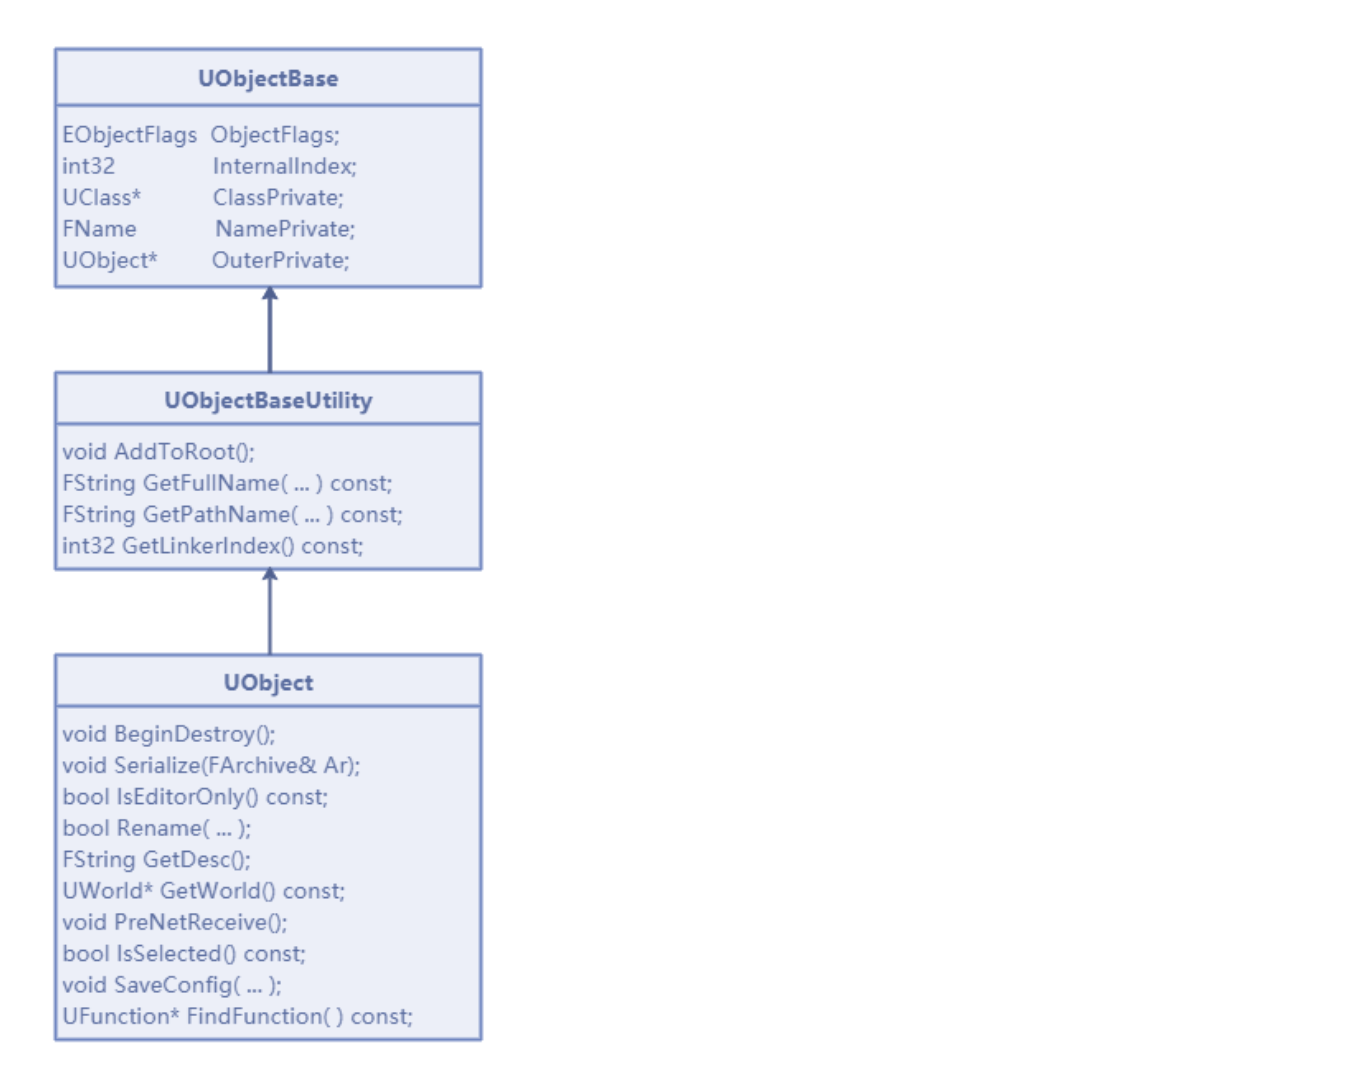 UObjectBase
EObjectFlags ObjectFlags;
int32 InternalIndex;
UClass* ClassPrivate;
FName NamePrivate;
UObject* OuterPrivate;
UObjectBaseUtility
void AddToRoot();
FString GetFullName( ... ) const;
FString GetPathName( ... ) const;
int32 GetLinkerIndex() const;
UObject
void BeginDestroy();
void Serialize(FArchive& Ar);
bool IsEditorOnly() const;
bool Rename( ... );
FString GetDesc();
UWorld* GetWorld() const;
void PreNetReceive();
bool IsSelected() const;
void SaveConfig( ... );
UFunction* FindFunction( ) const;